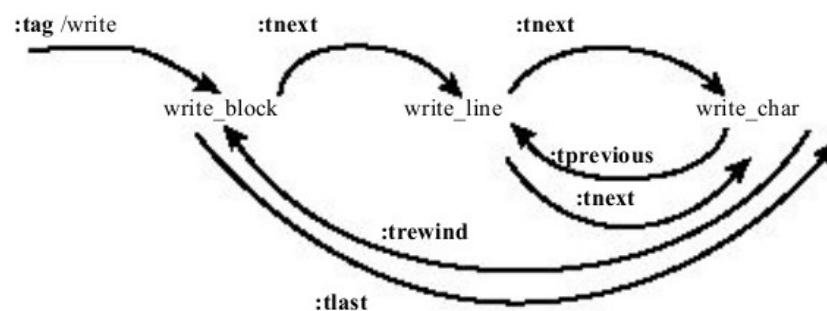 :tag /write :tnext :tnext
write_block write_line write_char
:tprevious
:tnext
:trewind
:tlast